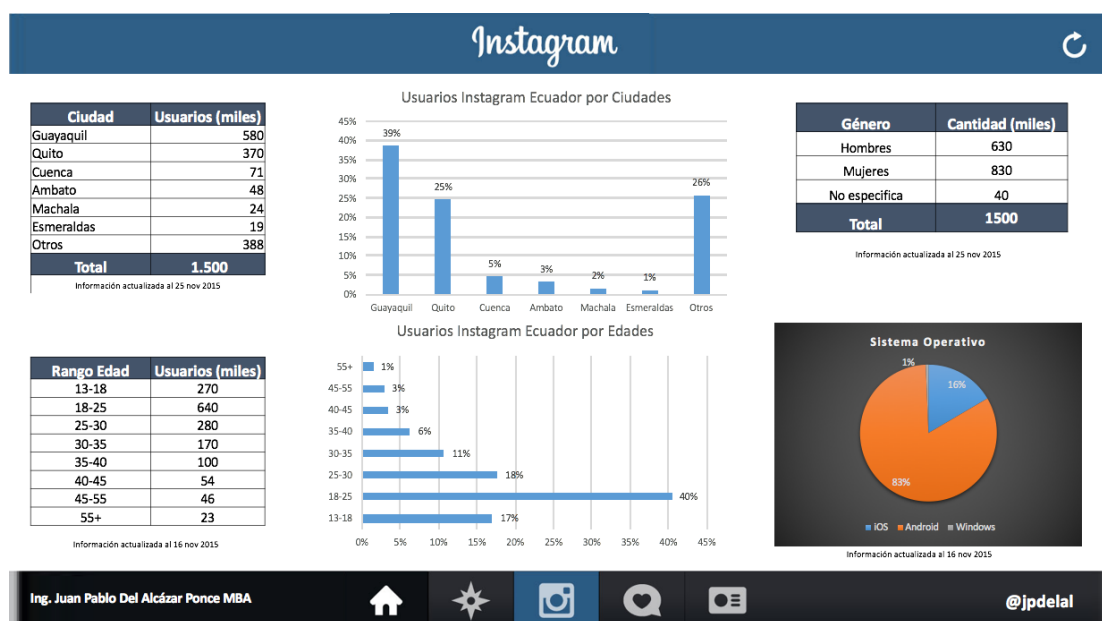 Instagram
Ciudad Usuarios (miles)
Guayaquil 580
Quito 370
Cuenca 71
Ambato 48
Machala 24
Esmeraldas 19
Otros 388
Total 1.500
Información actualizada al 25 nov 2015
Usuarios Instagram Ecuador por Ciudades
45%
40%
35%
30%
25%
20%
15%
10%
5%
0%
39%
25%
5%
3%
2%
1%
26%
Guayaquil Quito Cuenca Ambato Machala Esmeraldas Otros
Género Cantidad (miles)
Hombres 630
Mujeres 830
No especifica 40
Total 1500
Información actualizada al 25 nov 2015
Rango Edad Usuarios (miles)
13-18 270
18-25 640
25-30 280
30-35 170
35-40 100
40-45 54
45-55 46
55+ 23
Información actualizada al 16 nov 2015
Usuarios Instagram Ecuador por Edades
55+ 1%
45-55 3%
40-45 3%
35-40 6%
30-35 11%
25-30 18%
18-25 40%
13-18 17%
0% 5% 10% 15% 20% 25% 30% 35% 40% 45%
Sistema Operativo
1%
16%
83%
iOS Android Windows
Información actualizada al 16 nov 2015
Ing. Juan Pablo Del Alcázar Ponce MBA
@jpdelal